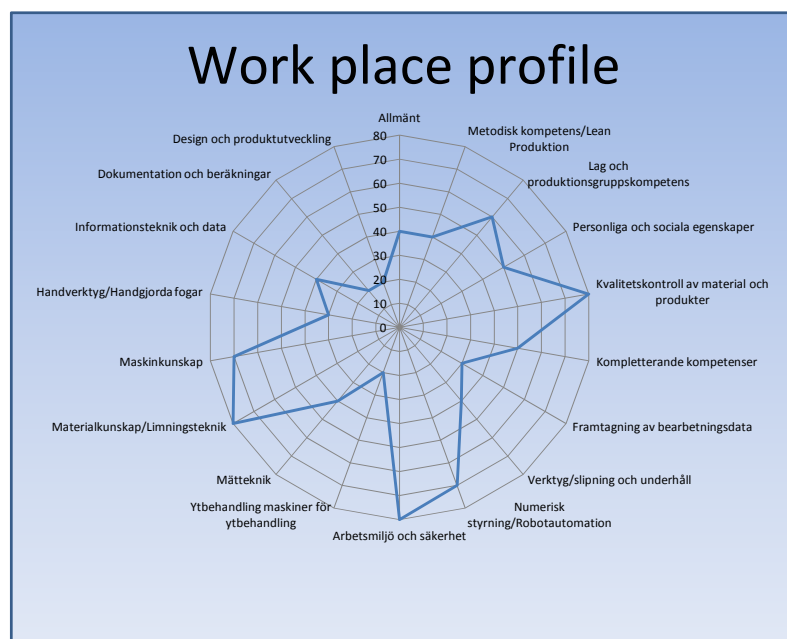 Work place profile
Allmänt
Metodisk kompetens/Lean
Produktion
Lag och
produktionsgruppskompetens
Personliga och sociala egenskaper
Kvalitetskontroll av material och
produkter
Kompletterande kompetenser
Framtagning av bearbetningsdata
Verktyg/slipning och underhåll
Numerisk
styrning/Robotautomation
Arbetsmiljö och säkerhet
Ytbehandling maskiner för
ytbehandling
Mätteknik
Materialkunskap/Limningsteknik
Maskinkunskap
Handverktyg/Handgjorda fogar
Informationsteknik och data
Dokumentation och beräkningar
Design och produktutveckling
80
70
60
50
40
30
20
10
0